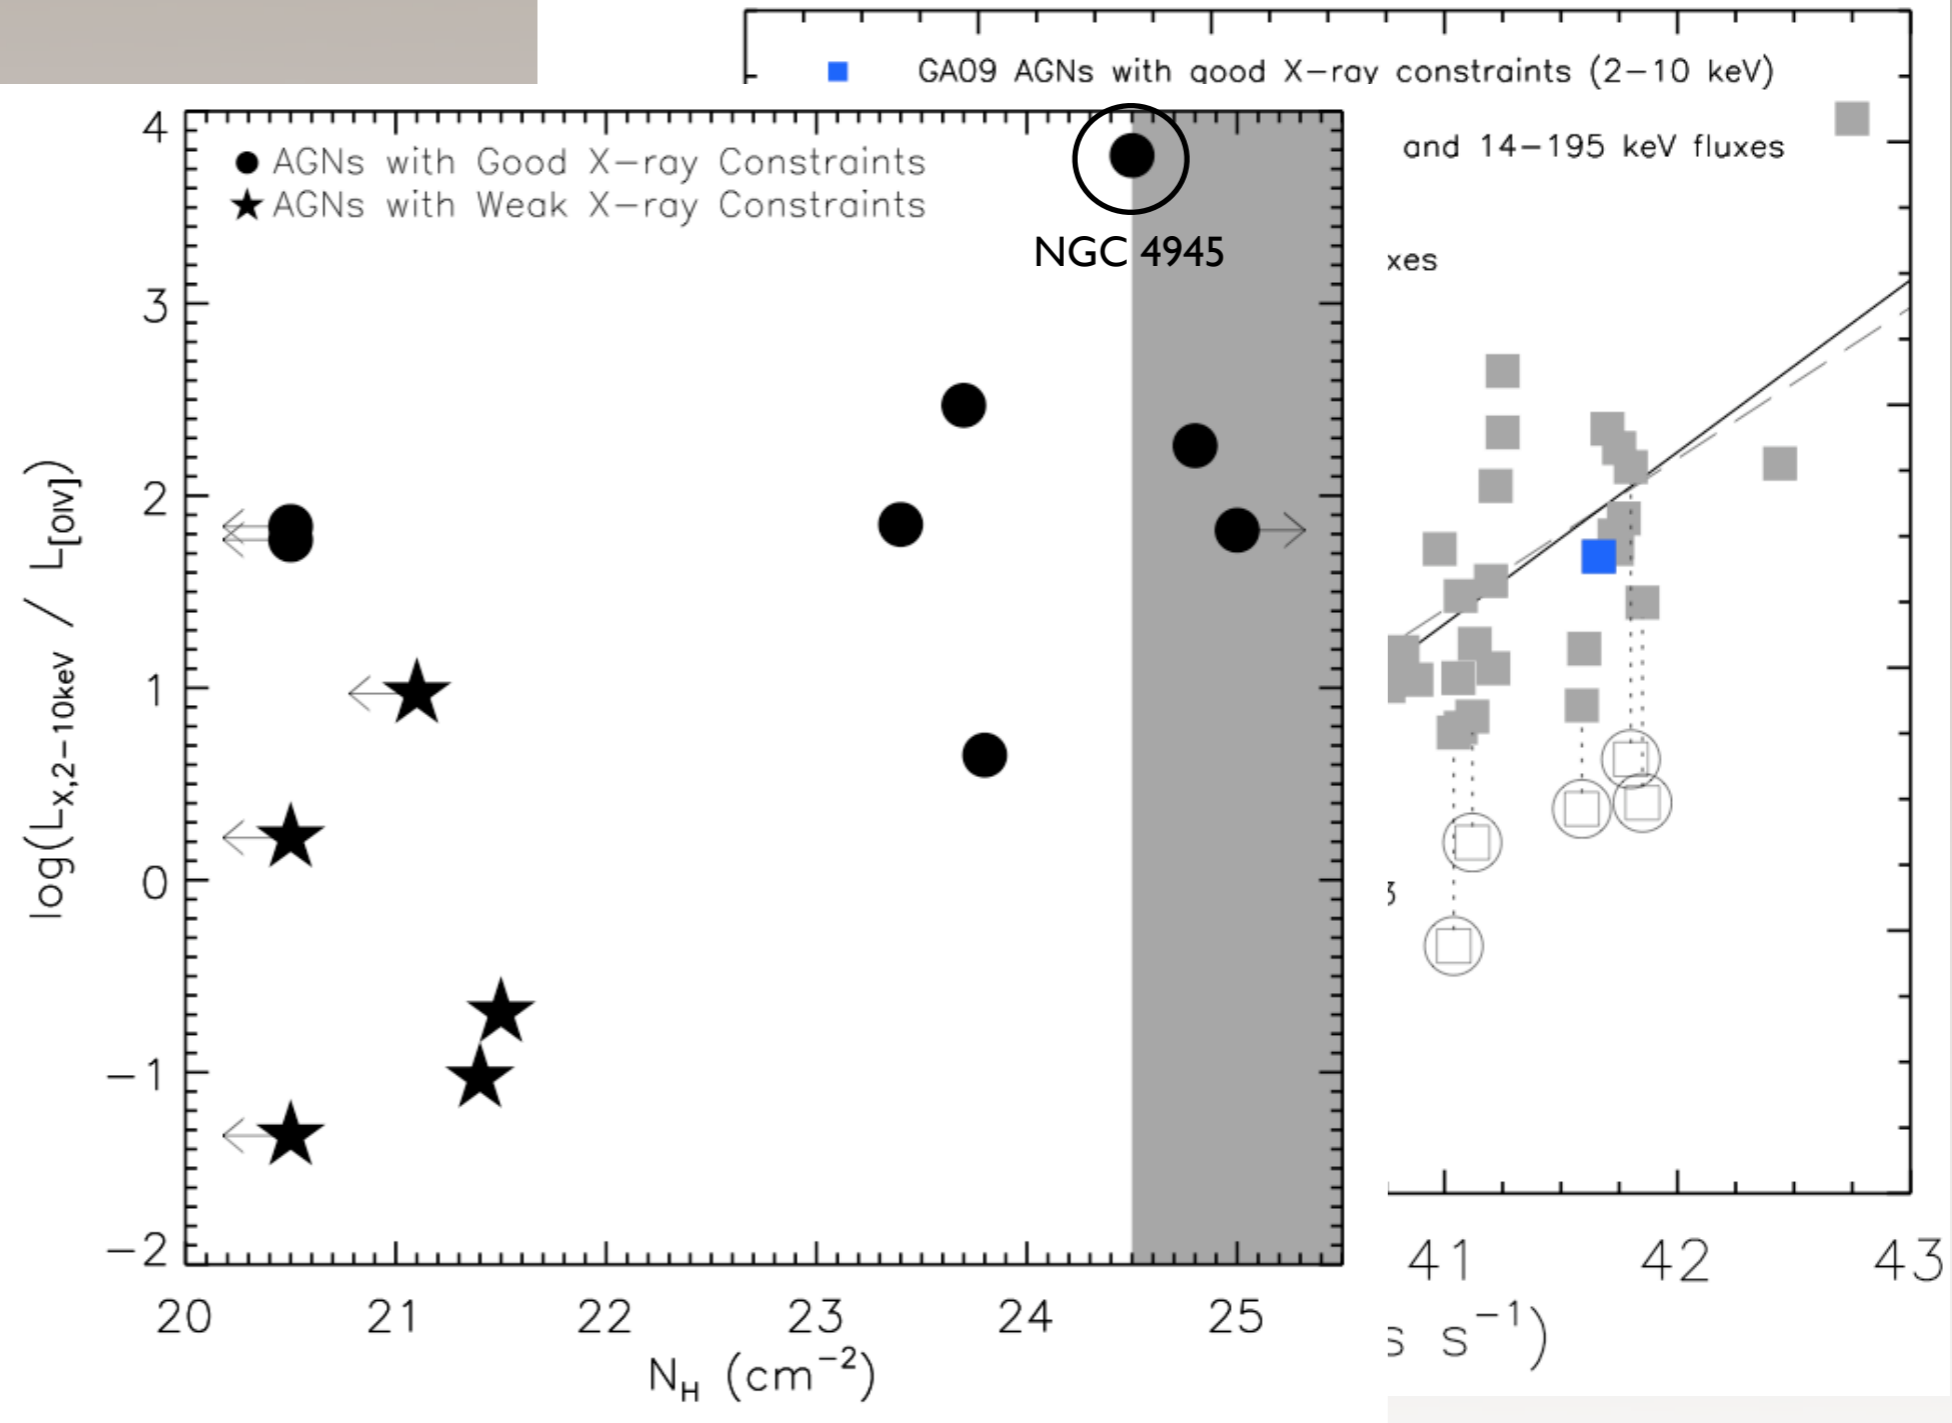 GA09 AGNs with good X-ray constraints (2-10 keV)
and 14-195 keV fluxes
xes
3
41
42
43
s s⁻¹)
AGNs with Good X-ray Constraints
AGNs with Weak X-ray Constraints
NGC 4945
log(Lx,2-10keV / L[OIV])
4
3
2
1
0
-1
-2
20
21
22
23
24
25
N_H (cm⁻²)